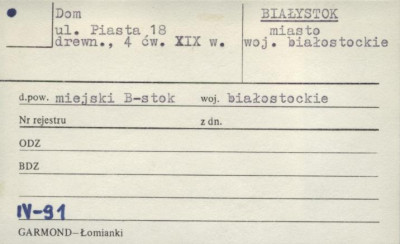 Dom
ul. Piasta 18
drewn., 4 ćw. XIX w.
BIAŁYSTOK
miasto
woj. białostockie
d.pow. miejski B-stok woj. białostockie
Nr rejestru z dn.
ODZ
BDZ
IV-91
GARMOND—Łomianki